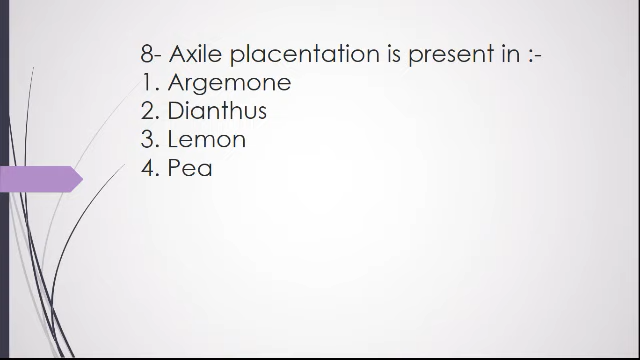 8- Axile placentation is present in :-
1. Argemone
2. Dianthus
3. Lemon
4. Pea